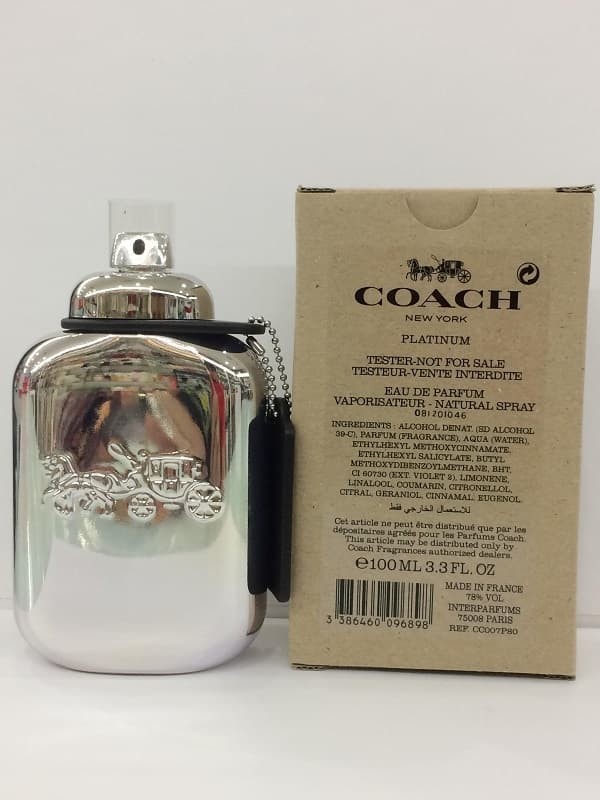 COACH
NEW YORK
PLATINUM
TESTER-NOT FOR SALE
TESTEUR-VENTE INTERDITE
EAU DE PARFUM
VAPORISATEUR - NATURAL SPRAY
081201046
INGREDIENTS : ALCOHOL DENAT. (SD ALCOHOL
39-C), PARFUM (FRAGRANCE), AQUA (WATER),
ETHYLHEXYL METHOXYCINNAMATE,
ETHYLHEXYL SALICYLATE, BUTYL
METHOXYDIBENZOYLMETHANE, BHT,
CI 60730 (EXT. VIOLET 2), LIMONENE,
LINALOOL, COUMARIN, CITRONELLOL,
CITRAL, GERANIOL, CINNAMAL, EUGENOL.
للاستعمال الخارجي فقط
Cet article ne peut être distribué que par les
dépositaires agréés pour les Parfums Coach.
This article may be distributed only by
Coach Fragrances authorized dealers.
℮100 ML 3.3 FL. OZ
MADE IN FRANCE
78% VOL
INTERPARFUMS
75008 PARIS
REF. CC007P80
3 386460 096898